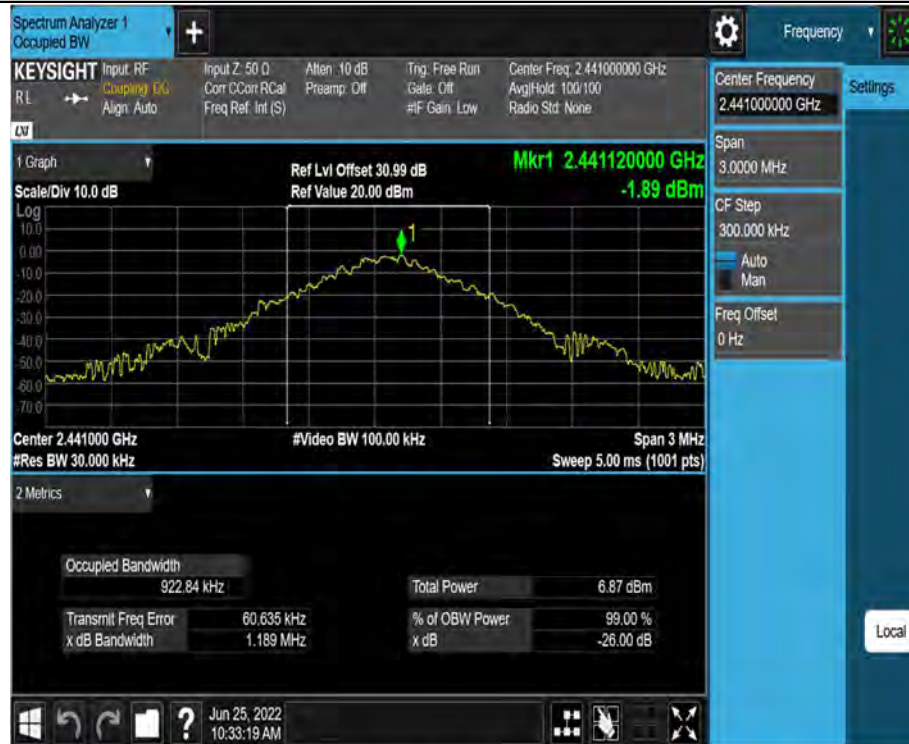 Spectrum Analyzer 1
Occupied BW
+
Frequency
KEYSIGHT
RL
LXI
Input: RF
Coupling: DC
Align: Auto
Input Z: 50 Ω
Corr CCorr RCal
Freq Ref: Int (S)
Atten: 10 dB
Preamp: Off
Trig: Free Run
Gate: Off
#IF Gain: Low
Center Freq: 2.441000000 GHz
Avg|Hold: 100/100
Radio Std: None
Center Frequency
2.441000000 GHz
Settings
Span
3.0000 MHz
CF Step
300.000 kHz
Auto
Man
Freq Offset
0 Hz
1 Graph
Scale/Div 10.0 dB
Ref Lvl Offset 30.99 dB
Ref Value 20.00 dBm
Mkr1 2.441120000 GHz
-1.89 dBm
Log
10.0
0.00
-10.0
-20.0
-30.0
-40.0
-50.0
-60.0
-70.0
1
Center 2.441000 GHz
#Video BW 100.00 kHz
Span 3 MHz
#Res BW 30.000 kHz
Sweep 5.00 ms (1001 pts)
2 Metrics
Occupied Bandwidth
922.84 kHz
Total Power 6.87 dBm
Transmit Freq Error 60.635 kHz
% of OBW Power 99.00 %
x dB Bandwidth 1.189 MHz
x dB -26.00 dB
Local
?
Jun 25, 2022
10:33:19 AM